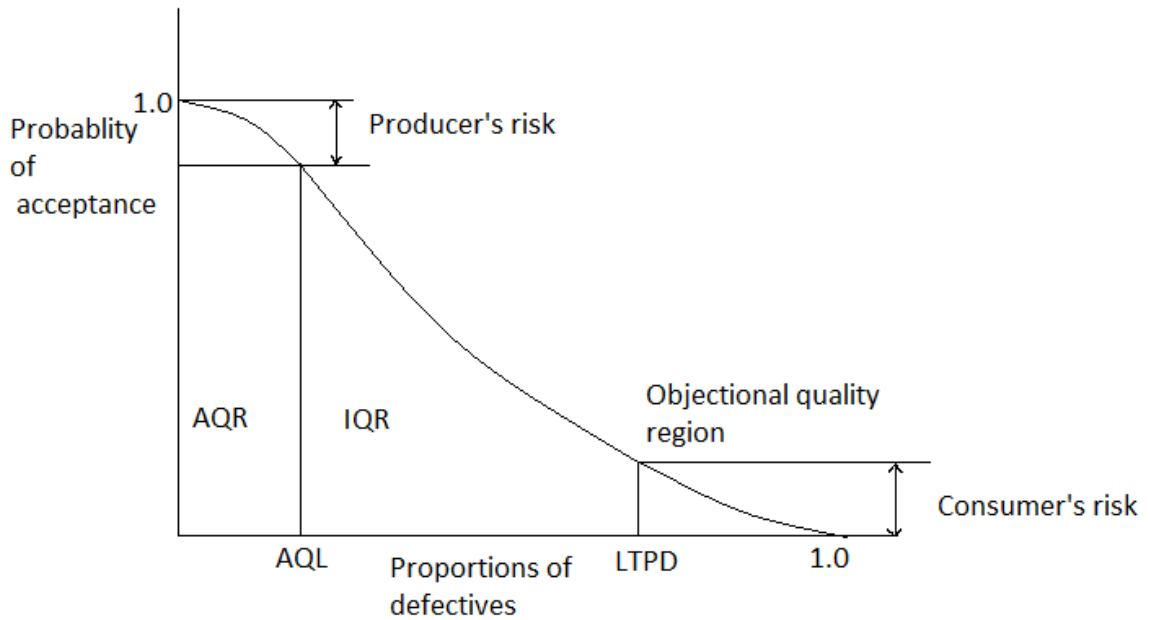 1.0
Probablity
of
acceptance
Producer's risk
AQR
IQR
Objectional quality
region
Consumer's risk
AQL
Proportions of
defectives
LTPD
1.0